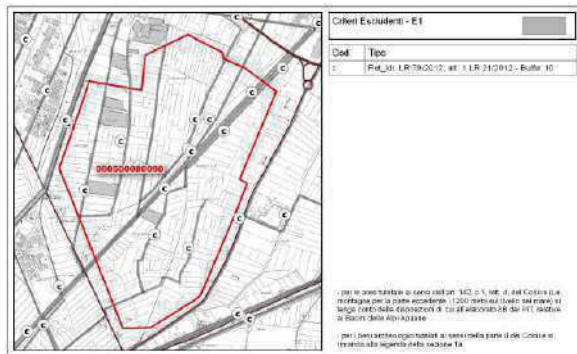 Criteri Escludenti - E1
Cod. Tipo
c Ret_Idr. LR 79/2012, art. 1 LR 21/2012 - Buffer 10
000500000000
c
- per le aree tutelate ai sensi dell'art. 142, c.1, lett. d, del Codice (Le
montagne per la parte eccedente i 1200 metri sul livello del mare) si
tenga conto delle disposizioni di cui all'elaborato 8B del PIT, relative
ai Bacini delle Alpi Apuane
- per i beni archeologici tutelati ai sensi della parte II del Codice si
rimanda alla legenda della sezione 1a